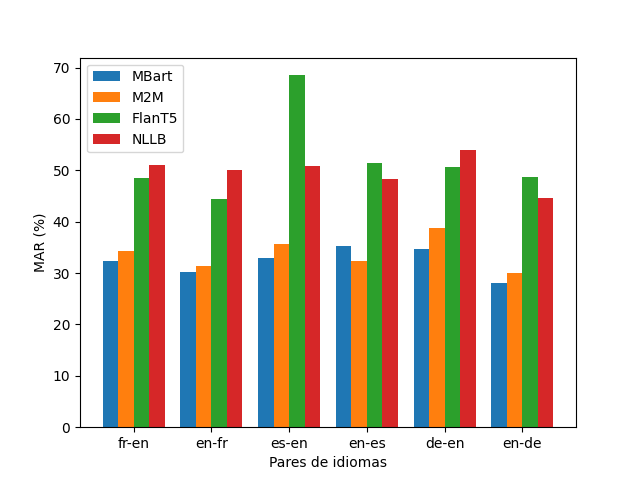 MBart
M2M
FlanT5
NLLB
70
60
50
40
30
20
10
0
MAR (%)
fr-en en-fr es-en en-es de-en en-de
Pares de idiomas